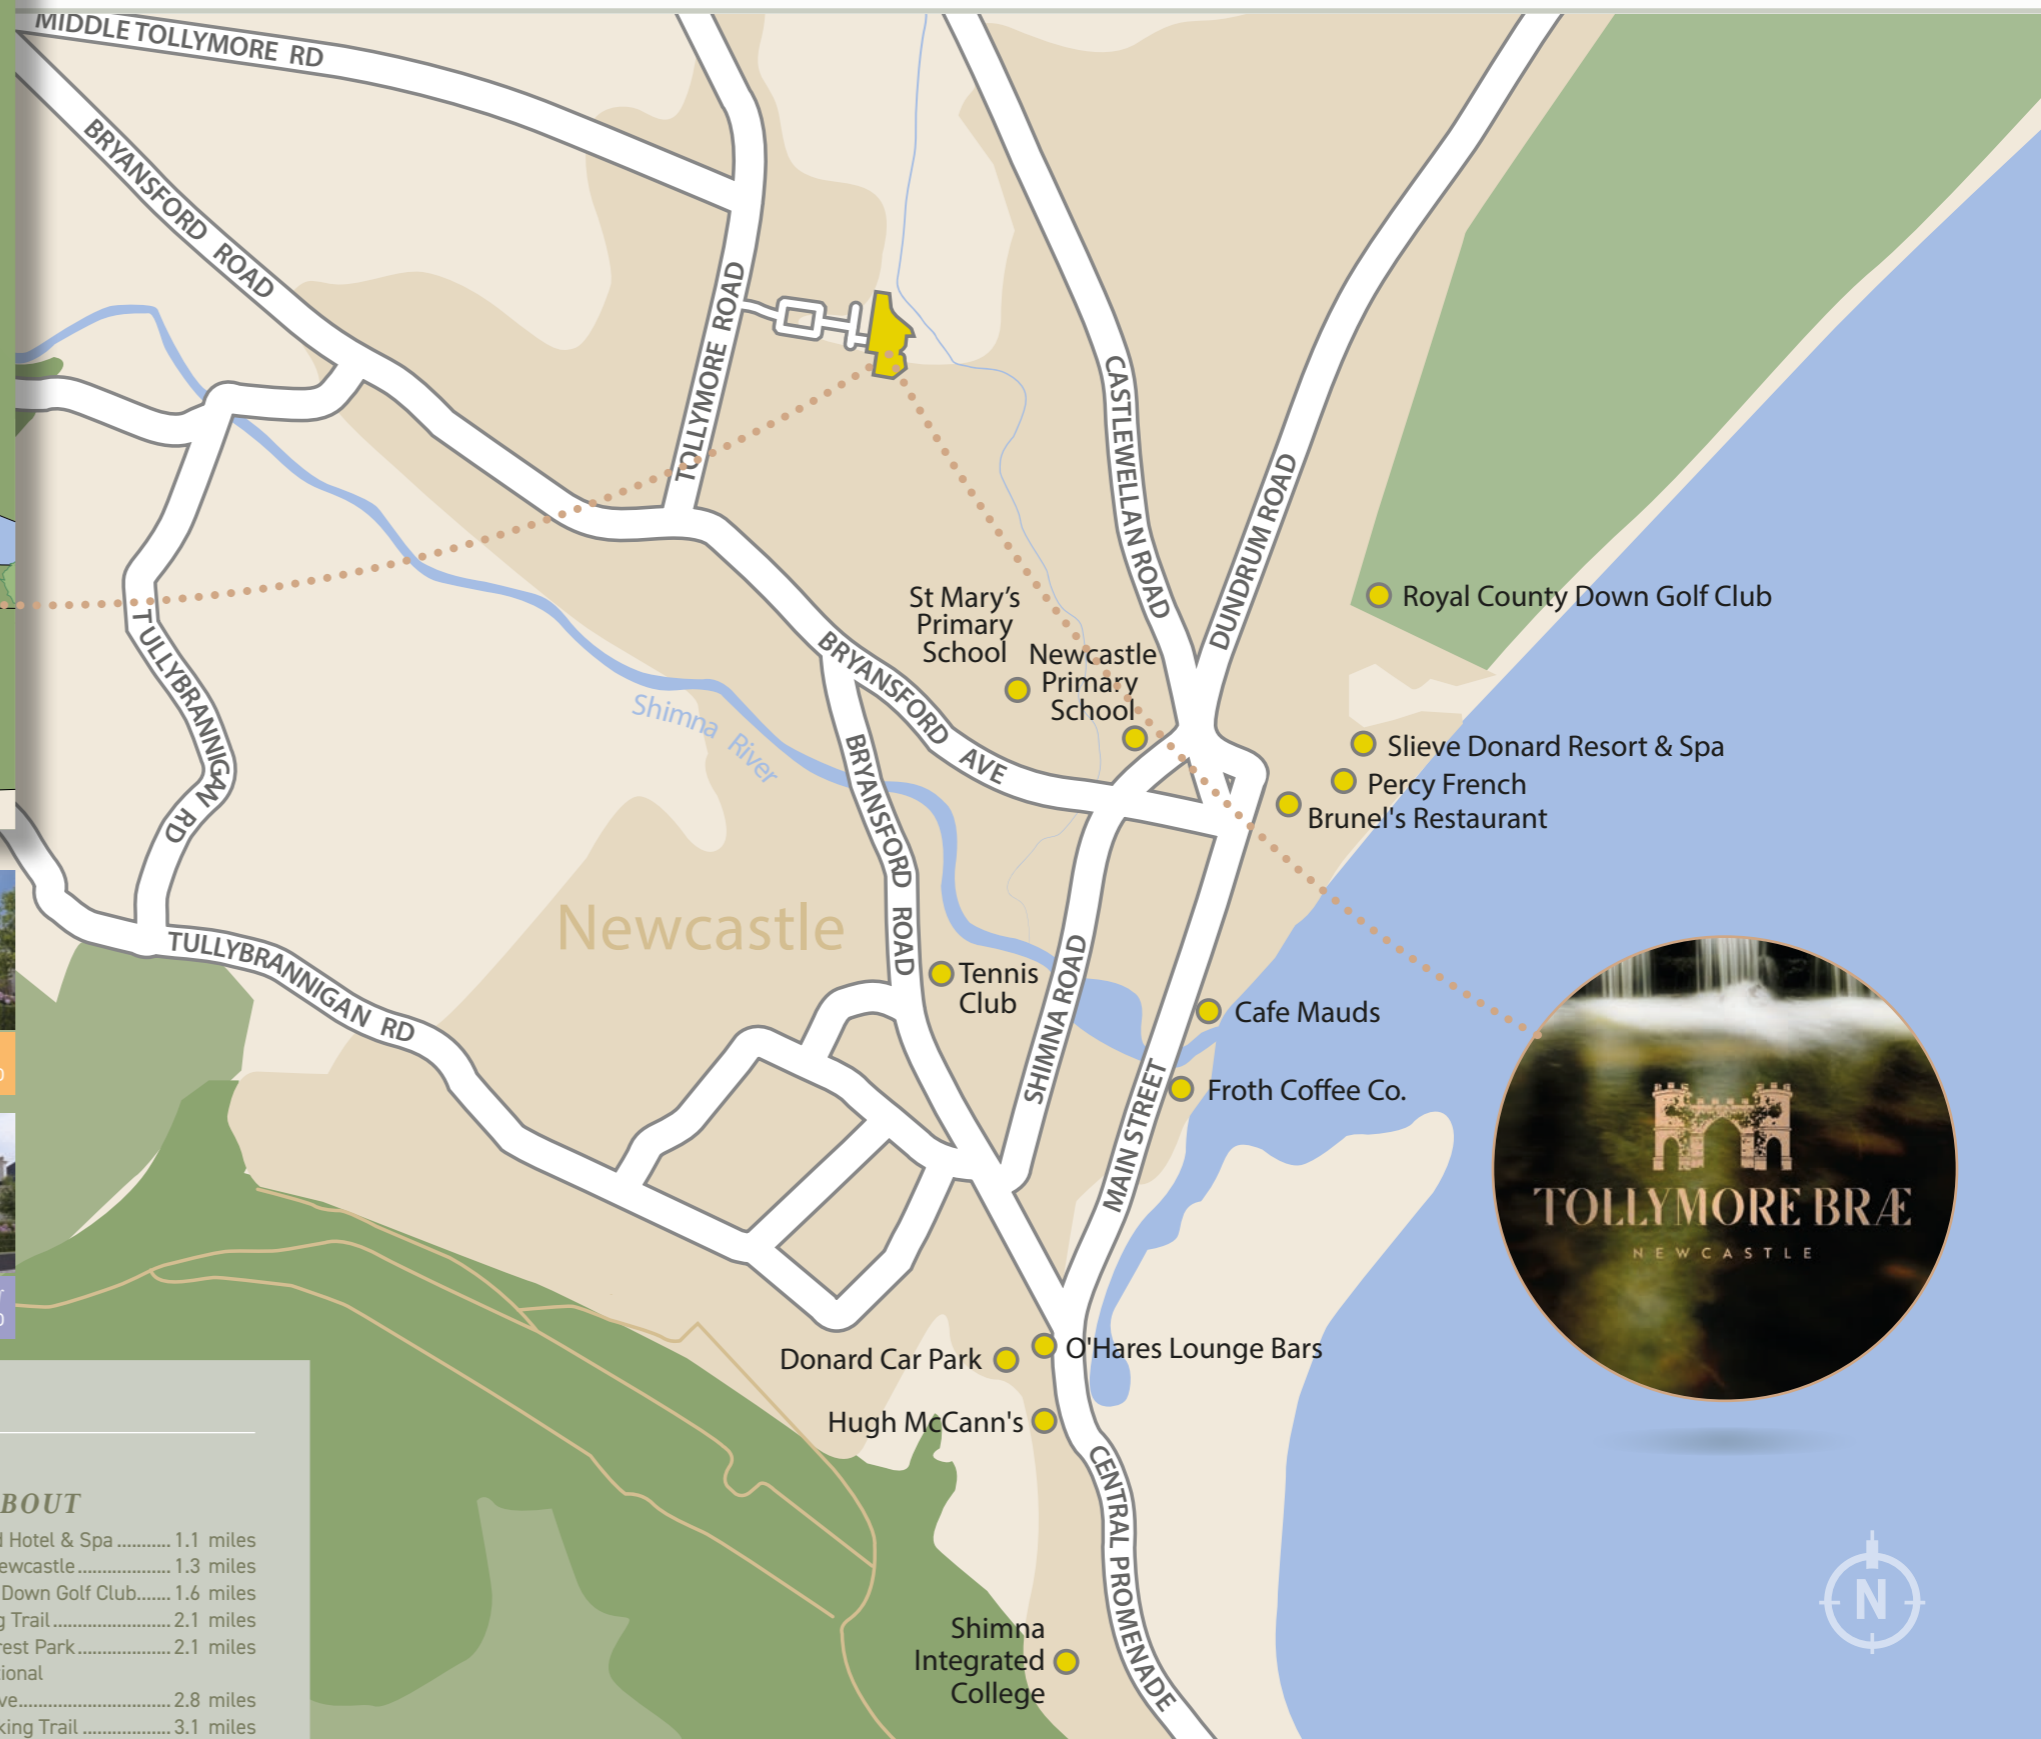 MIDDLE TOLLYMORE RD
BRYANSFORD ROAD
TOLLYMORE ROAD
CASTLEWELLAN ROAD
DUNDRUM ROAD
TULLYBRANNIGAN RD
St Mary's
Primary
School
Newcastle
Primary
School
Royal County Down Golf Club
BRYANSFORD AVE
Shimna River
BRYANSFORD ROAD
Slieve Donard Resort & Spa
Percy French
Brunel's Restaurant
Newcastle
TULLYBRANNIGAN RD
Tennis
Club
SHIMNA ROAD
MAIN STREET
Cafe Mauds
Froth Coffee Co.
TOLLYMORE BRÆ
NEWCASTLE
Donard Car Park
O'Hares Lounge Bars
Hugh McCann's
CENTRAL PROMENADE
Shimna
Integrated
College
N
BOUT
Hotel & Spa 1.1 miles
ewcastle 1.3 miles
Down Golf Club 1.6 miles
g Trail 2.1 miles
rest Park 2.1 miles
ional
ve 2.8 miles
king Trail 3.1 miles